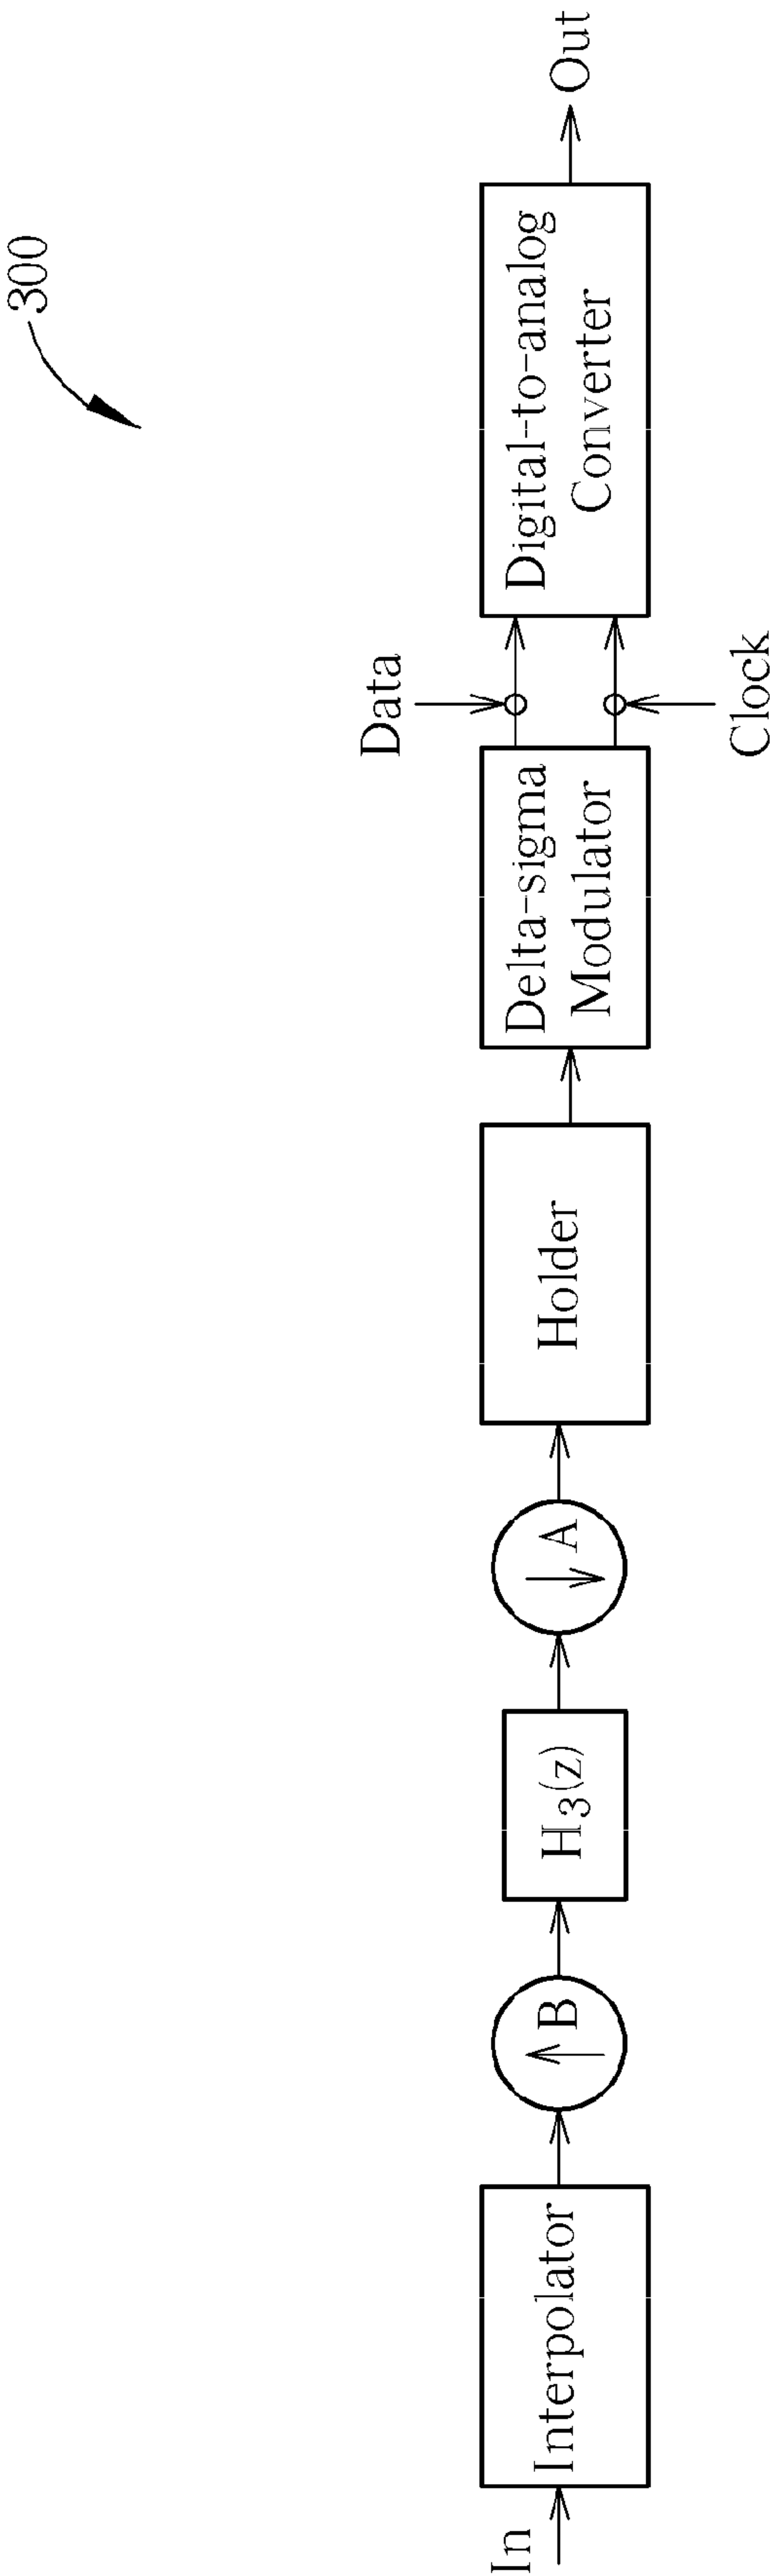 300
In
Interpolator
↑B
H₃(z)
↓A
Holder
Delta-sigma
Modulator
Data
Clock
Digital-to-analog
Converter
Out